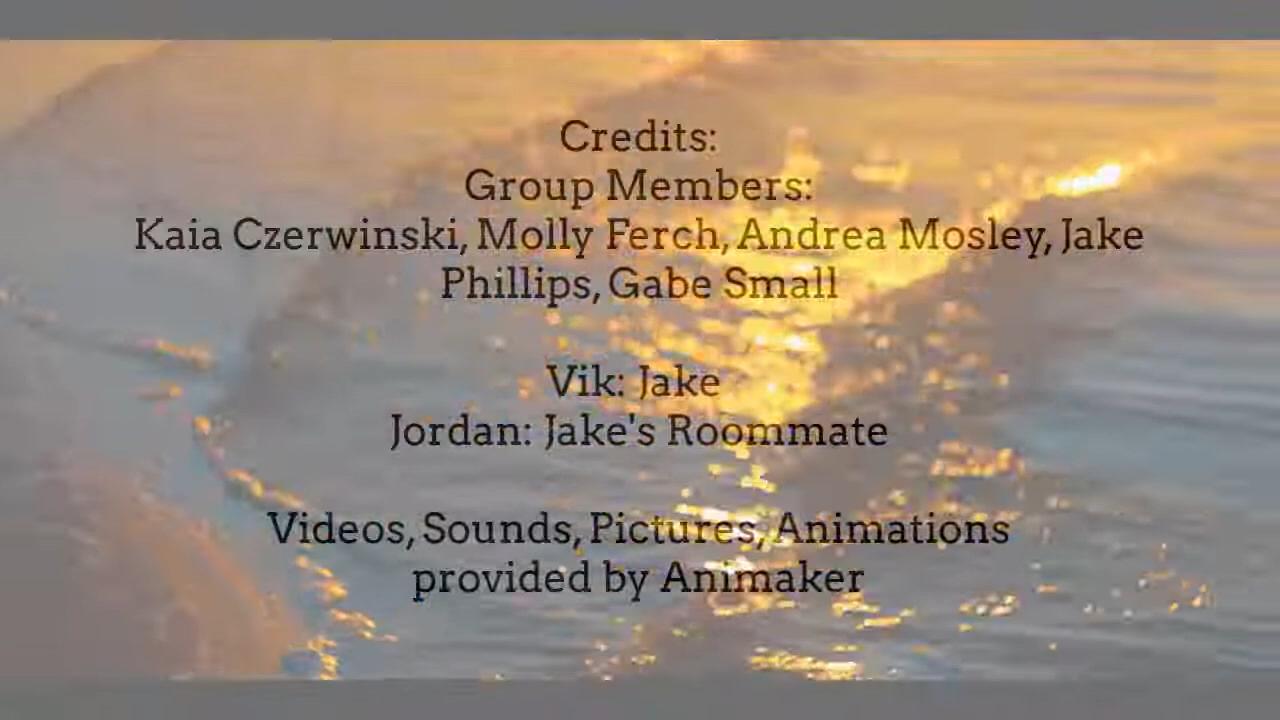 Credits:
Group Members:
Kaia Czerwinski, Molly Ferch, Andrea Mosley, Jake
Phillips, Gabe Small
Vik: Jake
Jordan: Jake's Roommate
Videos, Sounds, Pictures, Animations
provided by Animaker